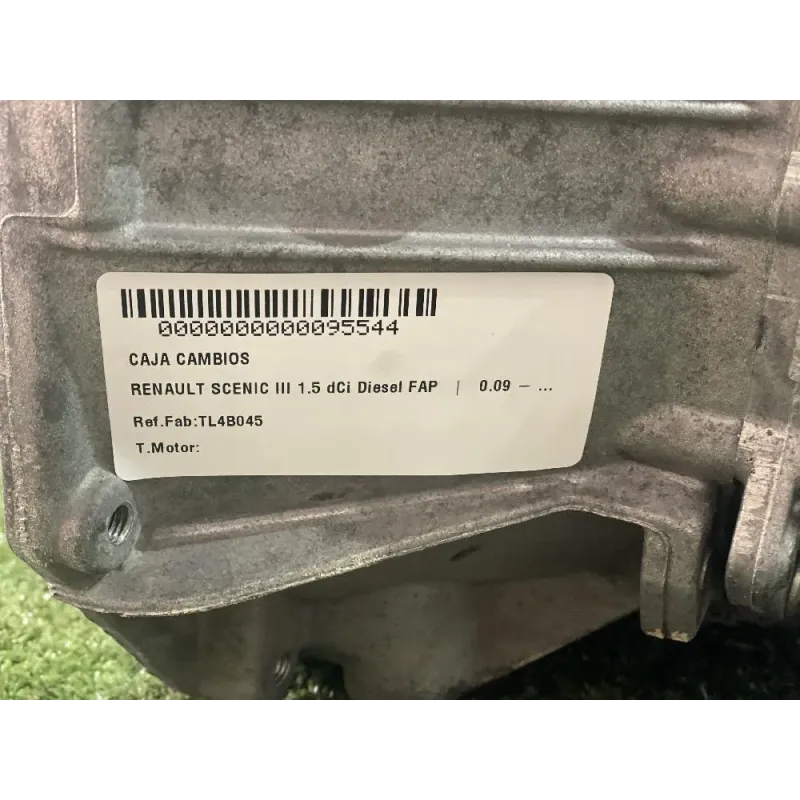 0000000000095544
CAJA CAMBIOS
RENAULT SCENIC III 1.5 dCi Diesel FAP | 0.09 – ...
Ref.Fab:TL4B045
T.Motor: